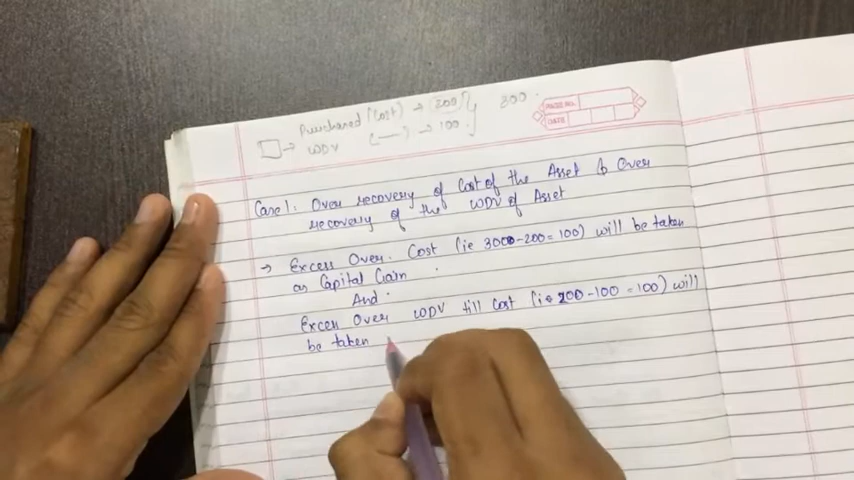 Purchased (Cost) → 200 } 300.
→ WDV (——) → 100
PAGE NO.
DATE
Case 1: Over recovery of Cost of the Asset & Over
recovery of the WDV of Asset
→ Excess Over Cost (ie 300-200=100) will be taken
as Capital Gain
And
Excess Over WDV till Cost (ie 200-100=100) will
be taken